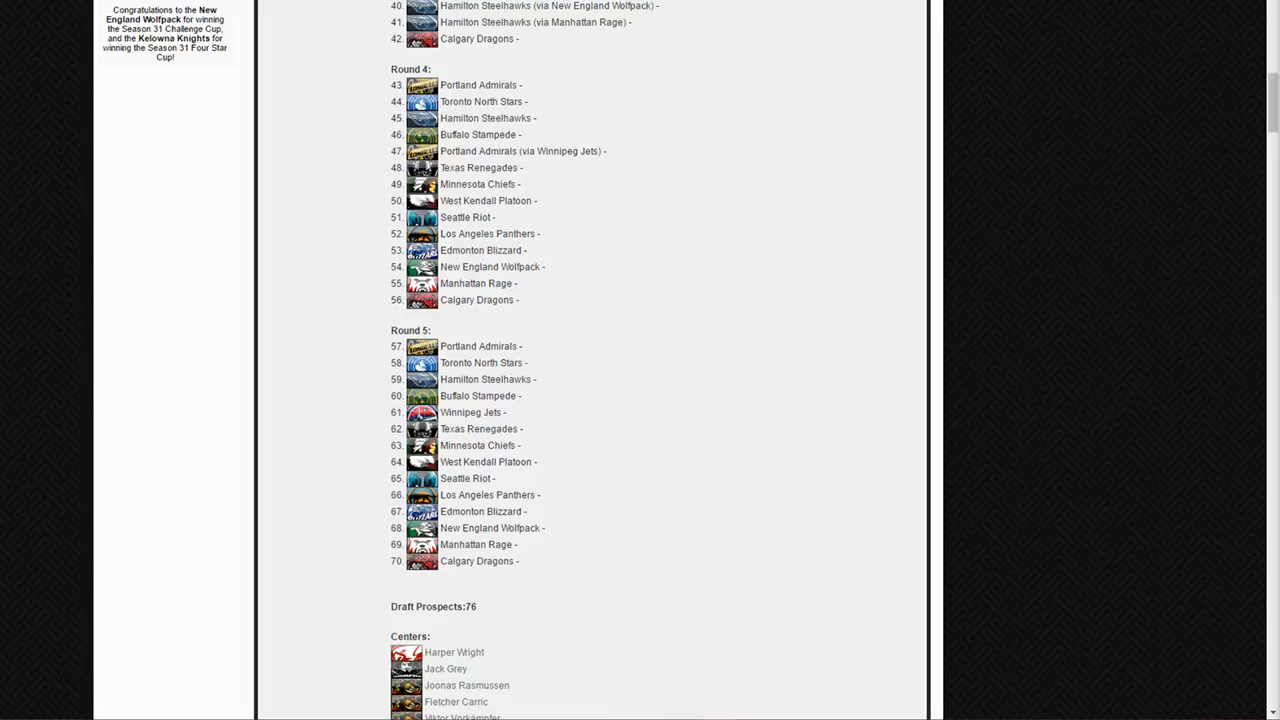 Congratulations to the New
England Wolfpack for winning
the Season 31 Challenge Cup,
and the Kelowna Knights for
winning the Season 31 Four Star
Cup!
40. Hamilton Steelhawks (via New England Wolfpack) -
41. Hamilton Steelhawks (via Manhattan Rage) -
42. Calgary Dragons -
Round 4:
43. Portland Admirals -
44. Toronto North Stars -
45. Hamilton Steelhawks -
46. Buffalo Stampede -
47. Portland Admirals (via Winnipeg Jets) -
48. Texas Renegades -
49. Minnesota Chiefs -
50. West Kendall Platoon -
51. Seattle Riot -
52. Los Angeles Panthers -
53. Edmonton Blizzard -
54. New England Wolfpack -
55. Manhattan Rage -
56. Calgary Dragons -
Round 5:
57. Portland Admirals -
58. Toronto North Stars -
59. Hamilton Steelhawks -
60. Buffalo Stampede -
61. Winnipeg Jets -
62. Texas Renegades -
63. Minnesota Chiefs -
64. West Kendall Platoon -
65. Seattle Riot -
66. Los Angeles Panthers -
67. Edmonton Blizzard -
68. New England Wolfpack -
69. Manhattan Rage -
70. Calgary Dragons -
Draft Prospects:76
Centers:
Harper Wright
Jack Grey
Joonas Rasmussen
Fletcher Carric
Viktor Vorkämpfer